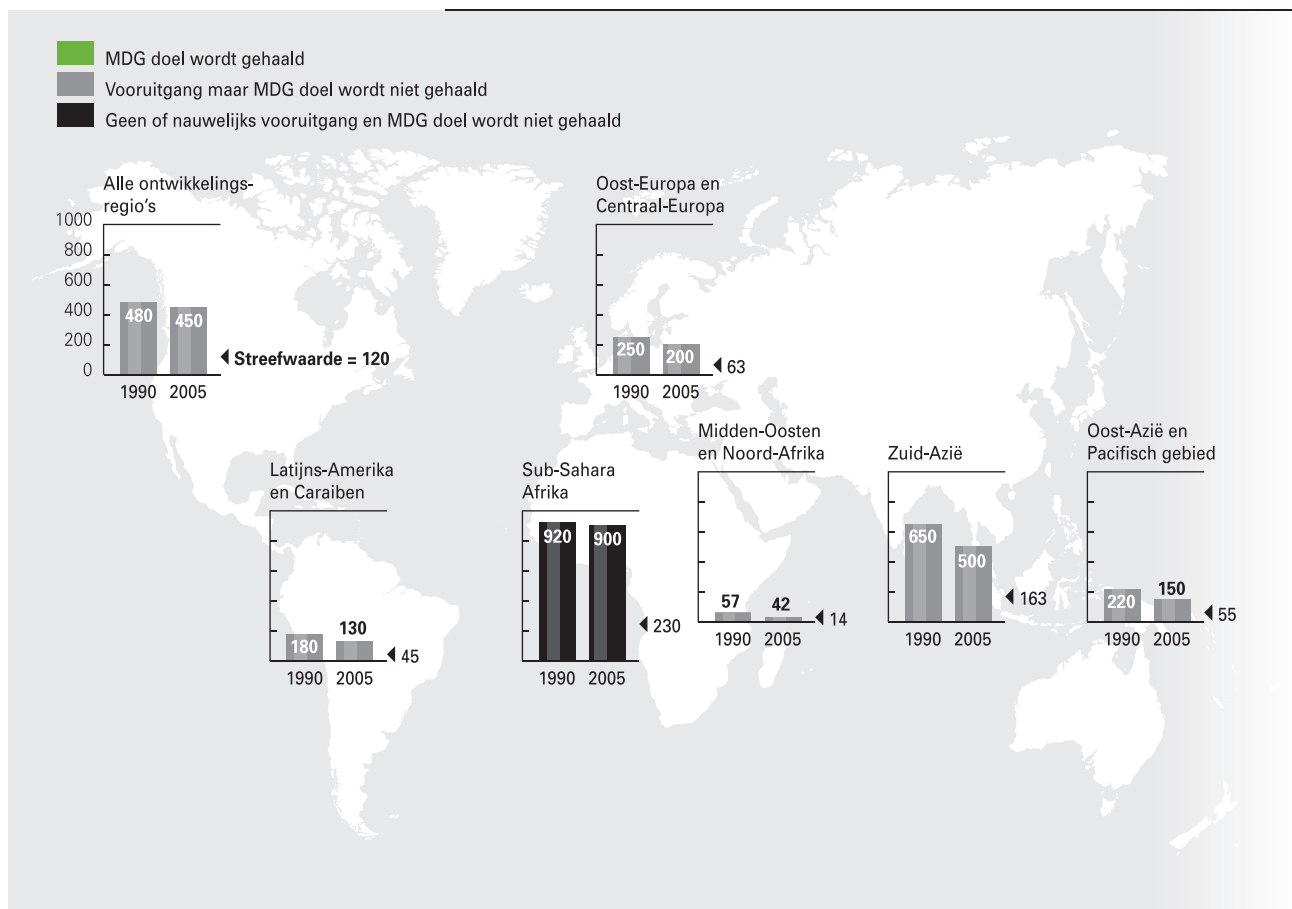 MDG doel wordt gehaald
Vooruitgang maar MDG doel wordt niet gehaald
Geen of nauwelijks vooruitgang en MDG doel wordt niet gehaald
Alle ontwikkelings-
regio's
1000
800
600
400
200
0
480
450
Streefwaarde = 120
1990 2005
Oost-Europa en
Centraal-Europa
250
200
63
1990 2005
Latijns-Amerika
en Caraiben
180
130
45
1990 2005
Sub-Sahara
Afrika
920
900
230
1990 2005
Midden-Oosten
en Noord-Afrika
57
42
14
1990 2005
Zuid-Azië
650
500
163
1990 2005
Oost-Azië en
Pacifisch gebied
220
150
55
1990 2005